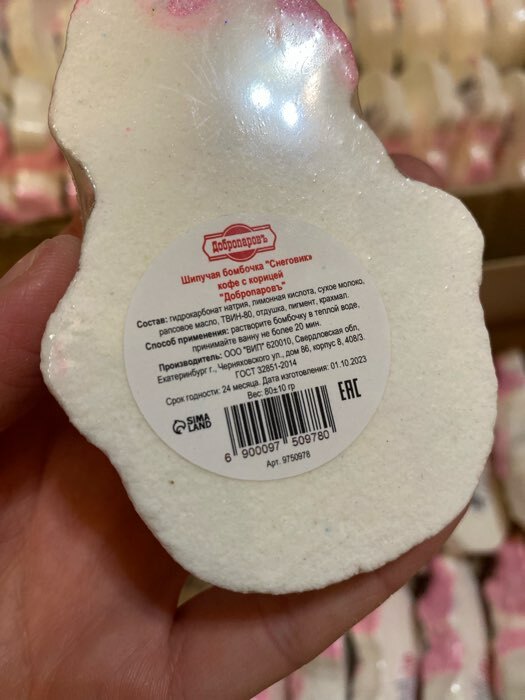 Добропаровъ
Шипучая бомбочка "Снеговик"
кофе с корицей
"Добропаровъ"
Состав: гидрокарбонат натрия, лимонная кислота, сухое молоко,
рапсовое масло, ТВИН-80, отдушка, пигмент, крахмал.
Способ применения: растворите бомбочку в теплой воде,
принимайте ванну не более 20 мин.
Производитель: ООО "ВИП" 620010, Свердловская обл,
Екатеринбург г., Черняховского ул., дом 86, корпус 8, 408/3.
ГОСТ 32851-2014
Срок годности: 24 месяца. Дата изготовления: 01.10.2023
Вес: 80±10 гр
EAC
SIMA
LAND
6 900097 509780
Арт. 9750978